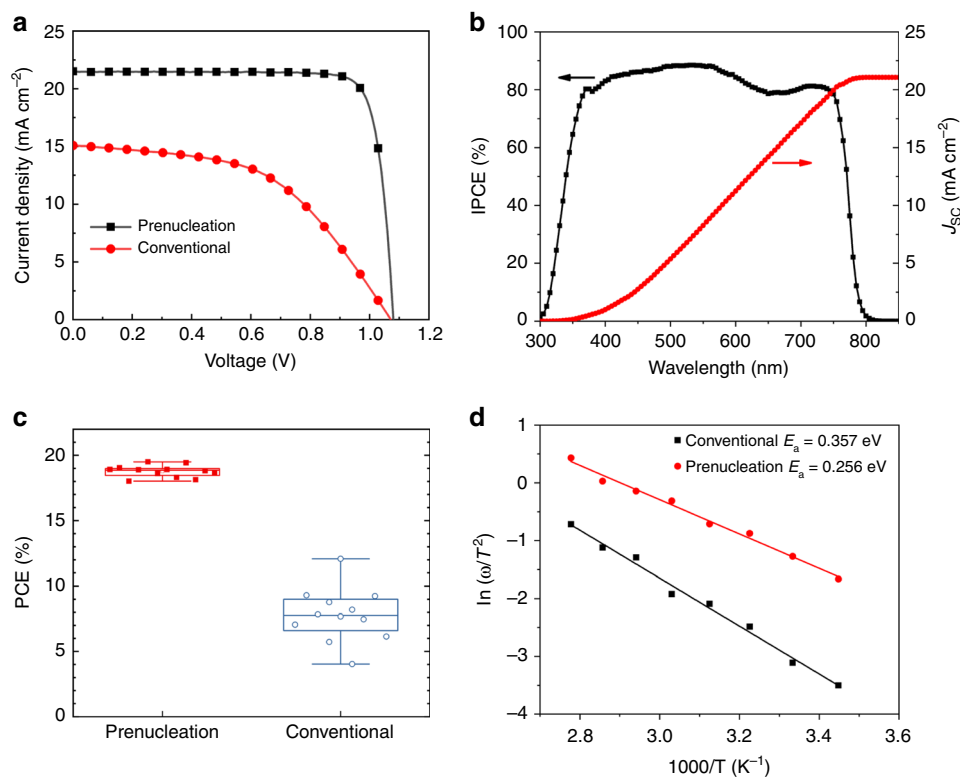 a
25
20
15
10
5
0
Current density (mA cm⁻²)
Prenucleation
Conventional
0.0 0.2 0.4 0.6 0.8 1.0 1.2
Voltage (V)
b
100
80
60
40
20
0
IPCE (%)
25
20
15
10
5
0
J_SC (mA cm⁻²)
300 400 500 600 700 800
Wavelength (nm)
c
20
15
10
5
0
PCE (%)
Prenucleation Conventional
d
1
0
−1
−2
−3
−4
ln (ω/T²)
Conventional Eₐ = 0.357 eV
Prenucleation Eₐ = 0.256 eV
2.8 3.0 3.2 3.4 3.6
1000/T (K⁻¹)